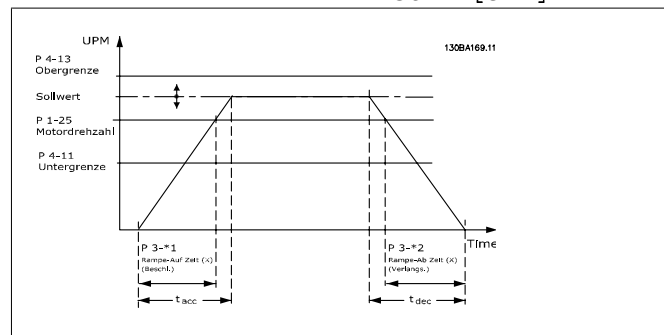 UPM
130BA169.11
P 4-13
Obergrenze
Sollwert
P 1-25
Motordrehzahl
P 4-11
Untergrenze
Time
P 3-*1
Rampe-Auf Zeit (X)
(Beschl.)
P 3-*2
Rampe-Ab Zeit (X)
(Verlangs.)
tacc
tdec